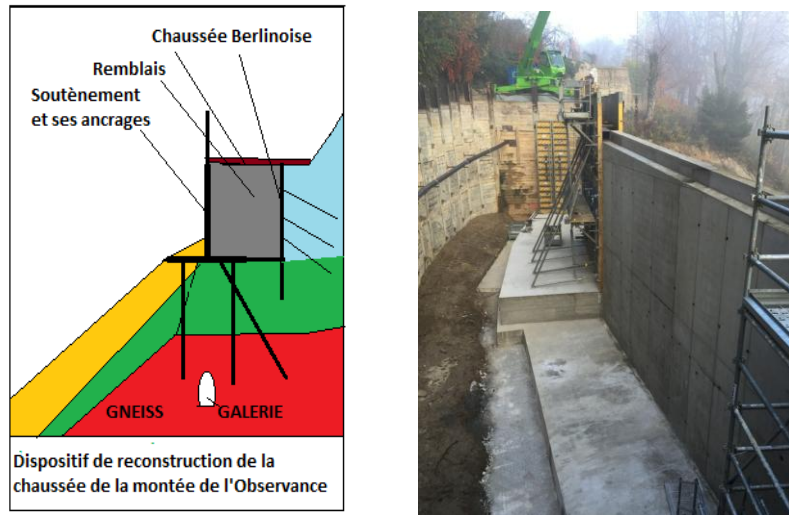 Chaussée Berlinoise
Remblais
Soutènement
et ses ancrages
GNEISS GALERIE
Dispositif de reconstruction de la
chaussée de la montée de l'Observance